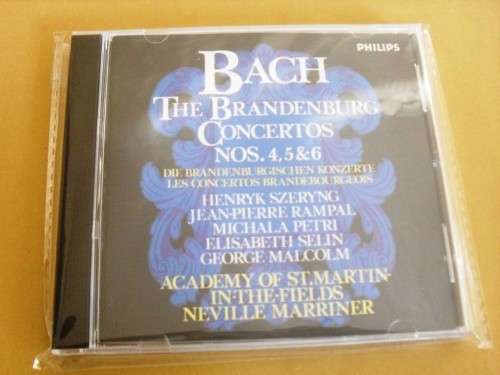 PHILIPS
BACH
THE BRANDENBURG
CONCERTOS
NOS. 4, 5 & 6
DIE BRANDENBURGISCHEN KONZERTE
LES CONCERTOS BRANDEBOURGEOIS
HENRYK SZERYNG
JEAN-PIERRE RAMPAL
MICHALA PETRI
ELISABETH SELIN
GEORGE MALCOLM
ACADEMY OF ST. MARTIN-
IN-THE-FIELDS
NEVILLE MARRINER